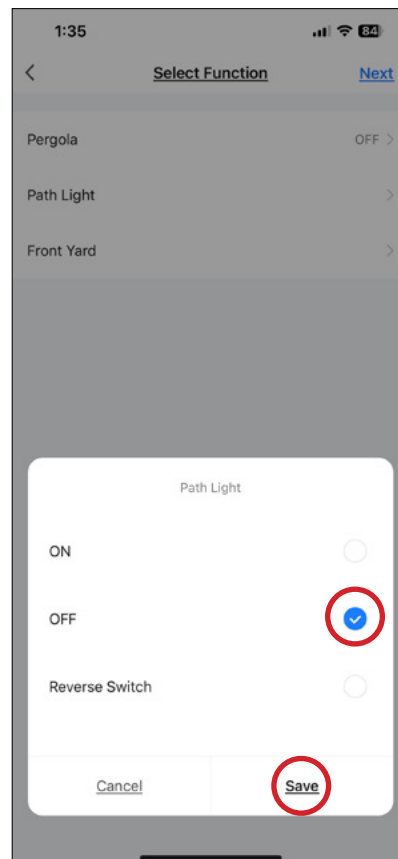 1:35 84
Select Function Next
Pergola OFF
Path Light
Front Yard
Path Light
ON
OFF
Reverse Switch
Cancel Save